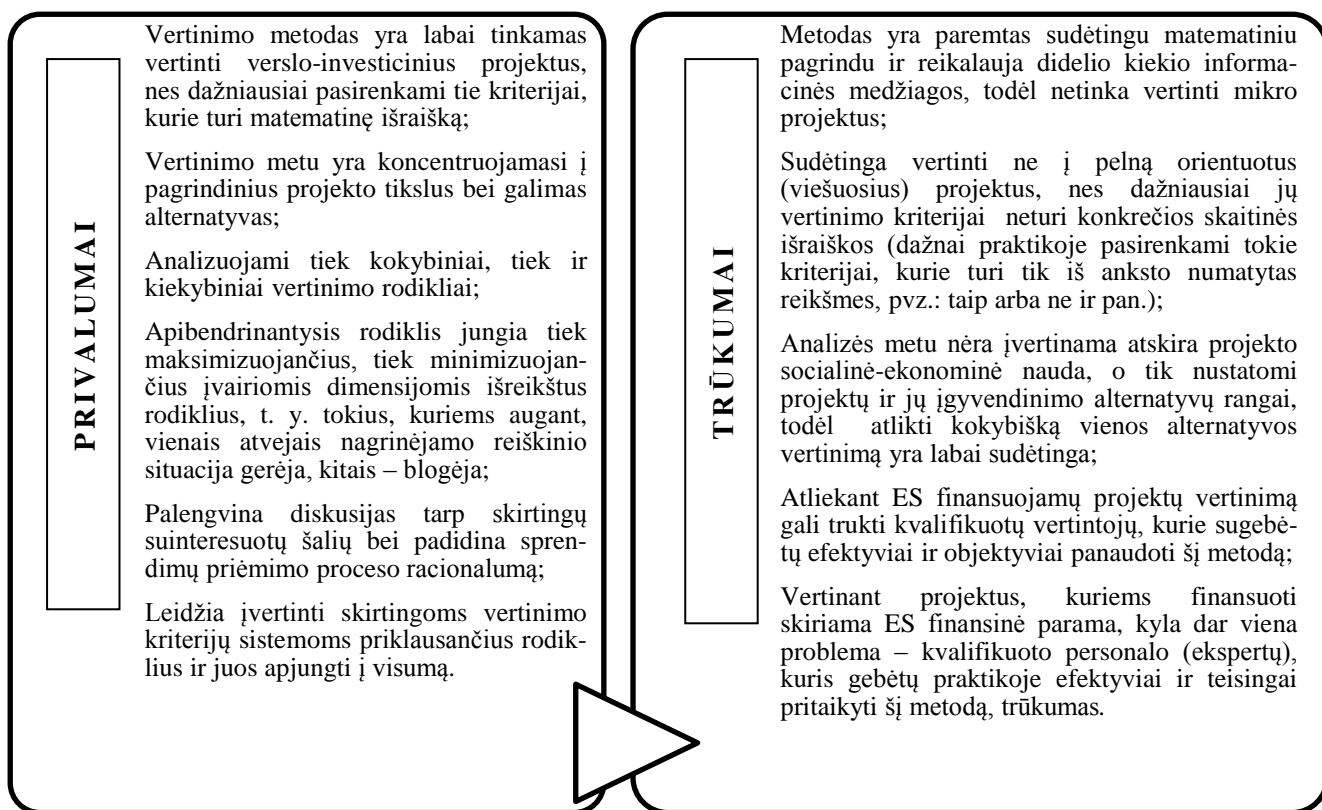 PRIVALUMAI
Vertinimo metodas yra labai tinkamas
vertinti verslo-investicinius projektus,
nes dažniausiai pasirenkami tie kriterijai,
kurie turi matematinę išraišką;
Vertinimo metu yra koncentruojamasi į
pagrindinius projekto tikslus bei galimas
alternatyvas;
Analizuojami tiek kokybiniai, tiek ir
kiekybiniai vertinimo rodikliai;
Apibendrinantysis rodiklis jungia tiek
maksimizuojančius, tiek minimizuojan-
čius įvairiomis dimensijomis išreikštus
rodiklius, t. y. tokius, kuriems augant,
vienais atvejais nagrinėjamo reiškinio
situacija gerėja, kitais – blogėja;
Palengvina diskusijas tarp skirtingų
suinteresuotų šalių bei padidina spren-
dimų priėmimo proceso racionalumą;
Leidžia įvertinti skirtingoms vertinimo
kriterijų sistemoms priklausančius rodik-
lius ir juos apjungti į visumą.
TRŪKUMAI
Metodas yra paremtas sudėtingu matematiniu
pagrindu ir reikalauja didelio kiekio informa-
cinės medžiagos, todėl netinka vertinti mikro
projektus;
Sudėtinga vertinti ne į pelną orientuotus
(viešuosius) projektus, nes dažniausiai jų
vertinimo kriterijai neturi konkrečios skaitinės
išraiškos (dažnai praktikoje pasirenkami tokie
kriterijai, kurie turi tik iš anksto numatytas
reikšmes, pvz.: taip arba ne ir pan.);
Analizės metu nėra įvertinama atskira projekto
socialinė-ekonominė nauda, o tik nustatomi
projektų ir jų įgyvendinimo alternatyvų rangai,
todėl atlikti kokybišką vienos alternatyvos
vertinimą yra labai sudėtinga;
Atliekant ES finansuojamų projektų vertinimą
gali trukti kvalifikuotų vertintojų, kurie sugebė-
tų efektyviai ir objektyviai panaudoti šį metodą;
Vertinant projektus, kuriems finansuoti
skiriama ES finansinė parama, kyla dar viena
problema – kvalifikuoto personalo (ekspertų),
kuris gebėtų praktikoje efektyviai ir teisingai
pritaikyti šį metodą, trūkumas.